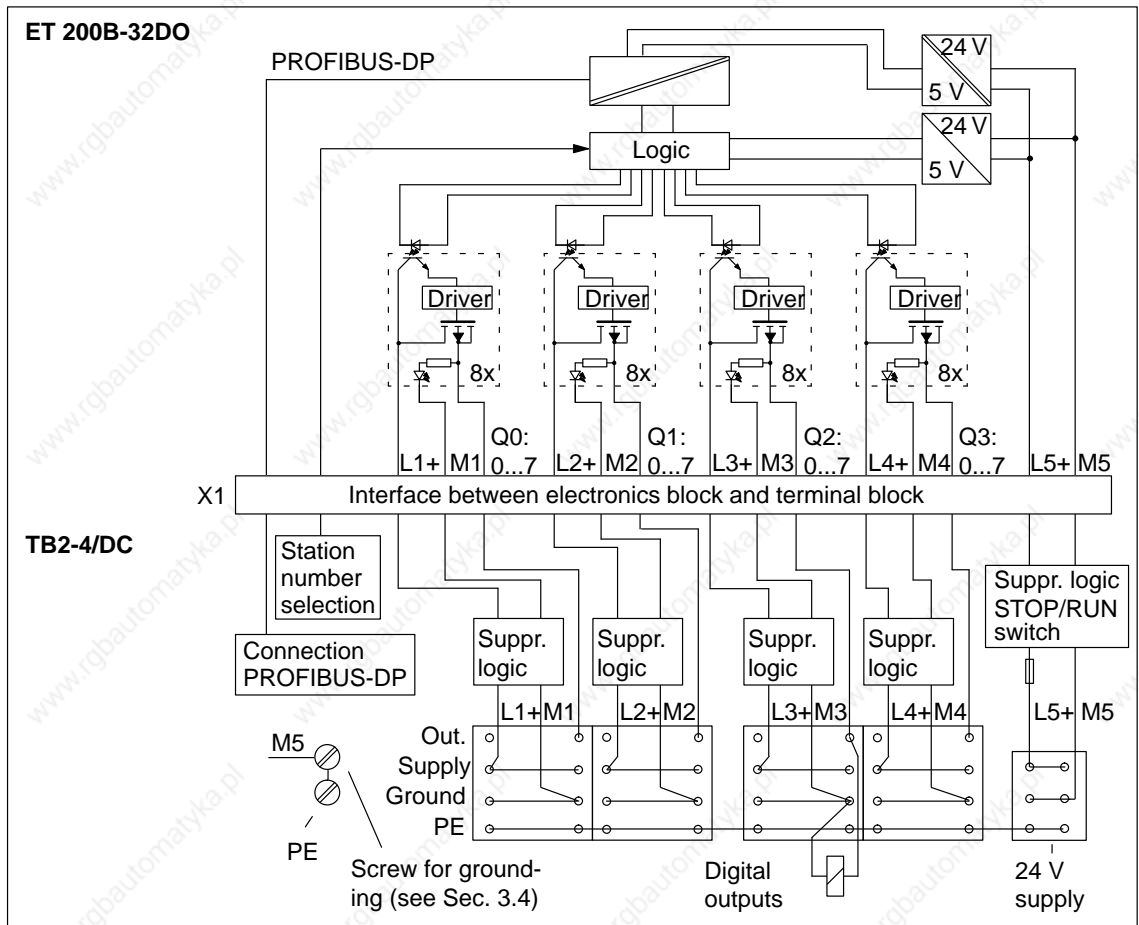 ET 200B-32DO
PROFIBUS-DP
24 V
5 V
24 V
5 V
Logic
Driver
Driver
Driver
Driver
8x
8x
8x
8x
Q0:
Q1:
Q2:
Q3:
L1+ M1 0...7 L2+ M2 0...7 L3+ M3 0...7 L4+ M4 0...7 L5+ M5
X1
Interface between electronics block and terminal block
TB2-4/DC
Station
number
selection
Connection
PROFIBUS-DP
Suppr. logic
STOP/RUN
switch
Suppr.
logic
Suppr.
logic
Suppr.
logic
Suppr.
logic
L1+ M1 L2+ M2 L3+ M3 L4+ M4 L5+ M5
Out.
Supply
Ground
PE
M5
PE
Screw for ground-
ing (see Sec. 3.4)
Digital
outputs
24 V
supply
www.rgbautomatyka.pl